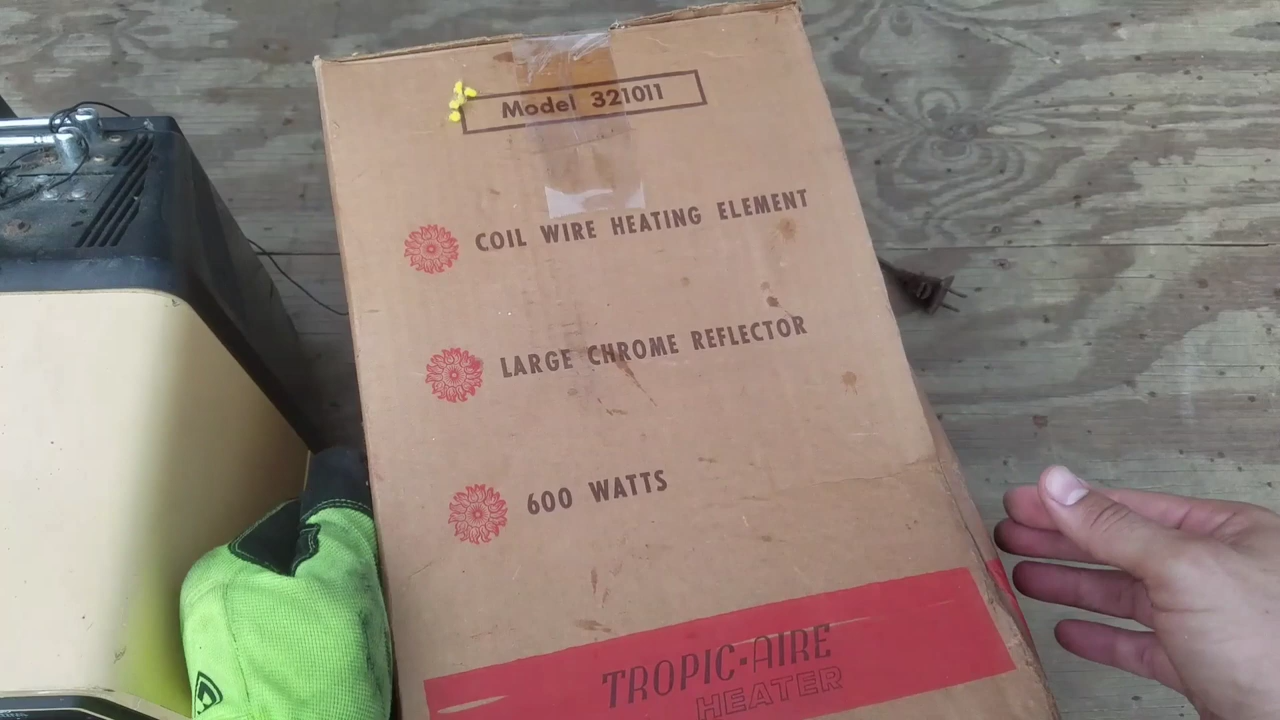 Model 321011
COIL WIRE HEATING ELEMENT
LARGE CHROME REFLECTOR
600 WATTS
TROPIC-AIRE
HEATER